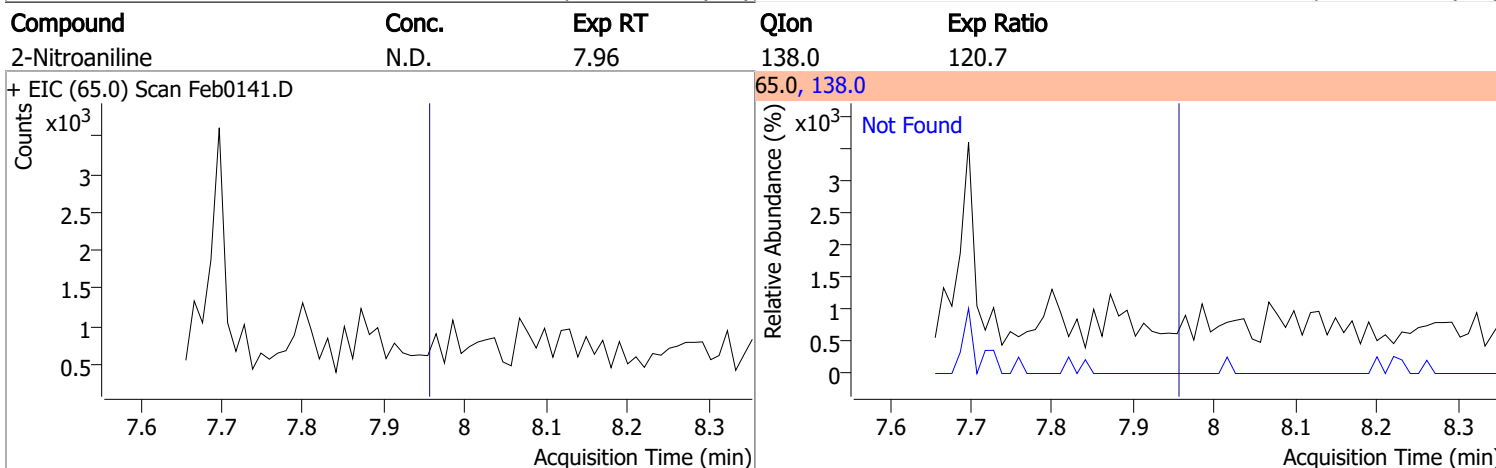 Compound Conc. Exp RT QIon Exp Ratio
2-Nitroaniline N.D. 7.96 138.0 120.7
+ EIC (65.0) Scan Feb0141.D
Counts
x10³
3
2.5
2
1.5
1
0.5
7.6 7.7 7.8 7.9 8 8.1 8.2 8.3
Acquisition Time (min)
65.0, 138.0
Relative Abundance (%)
x10³
Not Found
3
2.5
2
1.5
1
0.5
0
7.6 7.7 7.8 7.9 8 8.1 8.2 8.3
Acquisition Time (min)